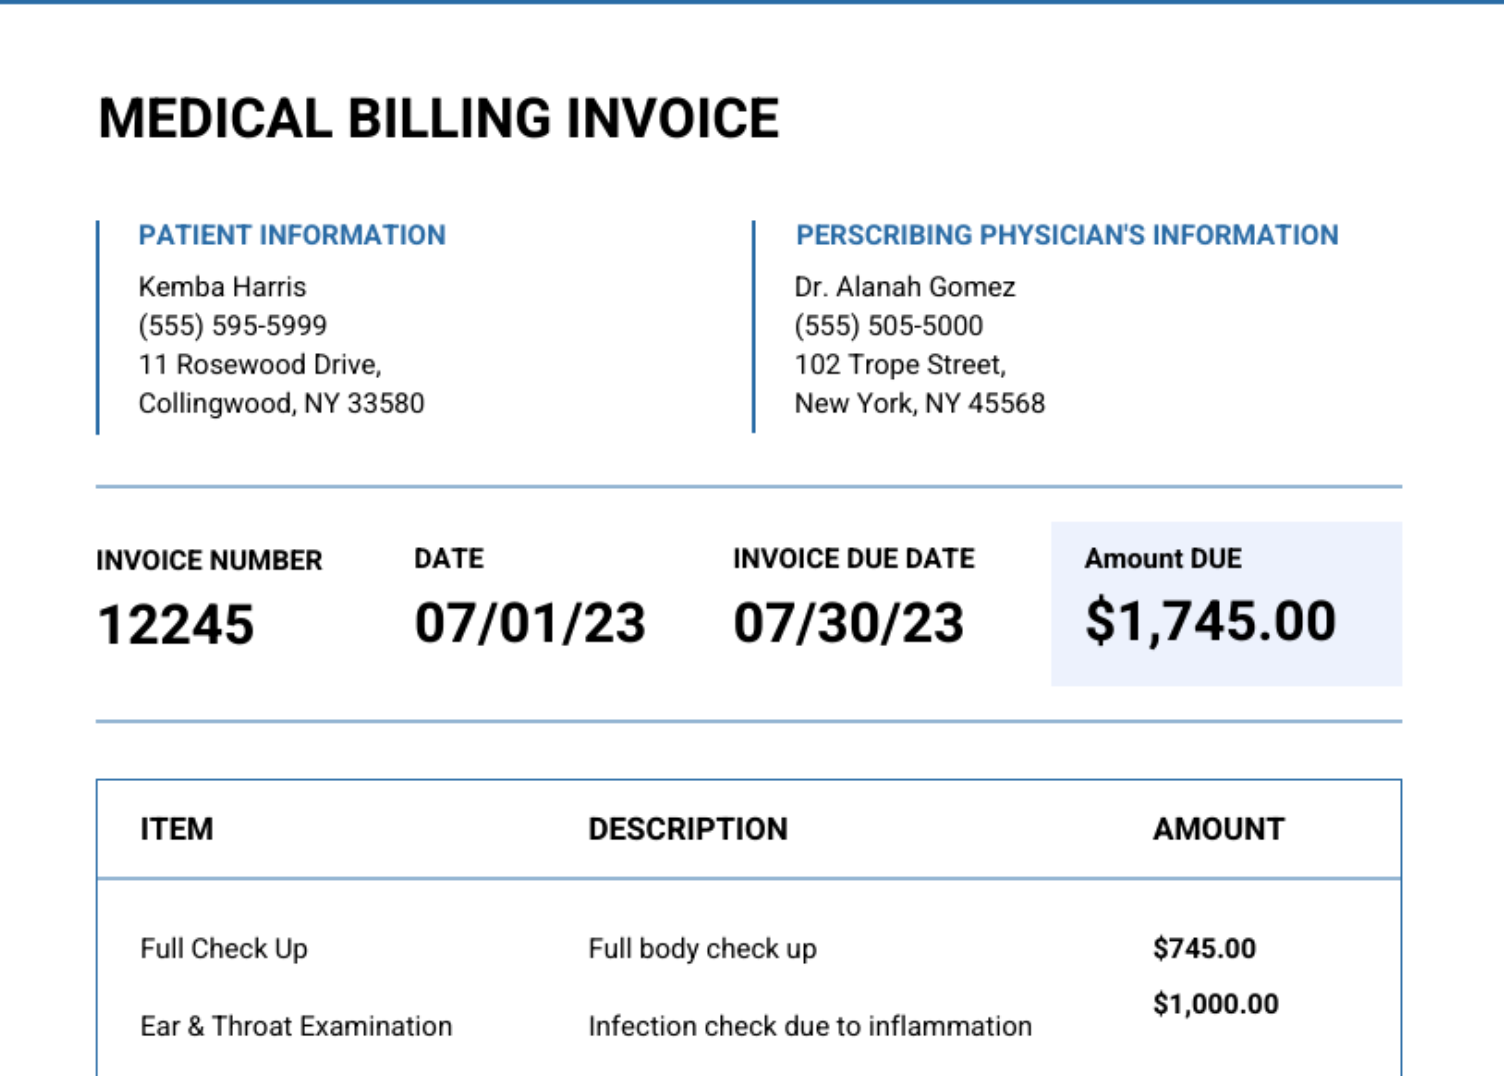 MEDICAL BILLING INVOICE
PATIENT INFORMATION
Kemba Harris
(555) 595-5999
11 Rosewood Drive,
Collingwood, NY 33580
PERSCRIBING PHYSICIAN'S INFORMATION
Dr. Alanah Gomez
(555) 505-5000
102 Trope Street,
New York, NY 45568
INVOICE NUMBER
12245
DATE
07/01/23
INVOICE DUE DATE
07/30/23
Amount DUE
$1,745.00
ITEM DESCRIPTION AMOUNT
Full Check Up Full body check up $745.00
Ear & Throat Examination Infection check due to inflammation $1,000.00